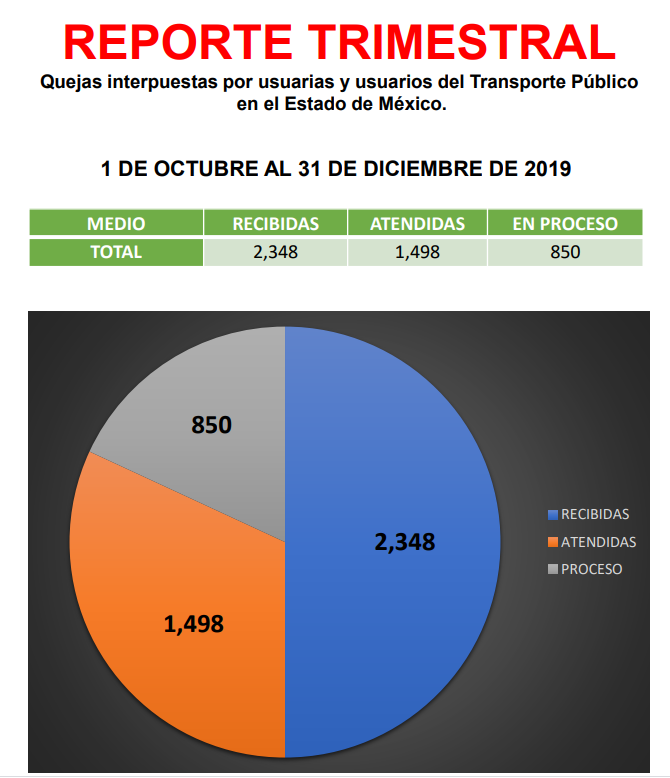 REPORTE TRIMESTRAL
Quejas interpuestas por usuarias y usuarios del Transporte Público
en el Estado de México.
1 DE OCTUBRE AL 31 DE DICIEMBRE DE 2019
MEDIO RECIBIDAS ATENDIDAS EN PROCESO
TOTAL 2,348 1,498 850
850
2,348
1,498
RECIBIDAS
ATENDIDAS
PROCESO